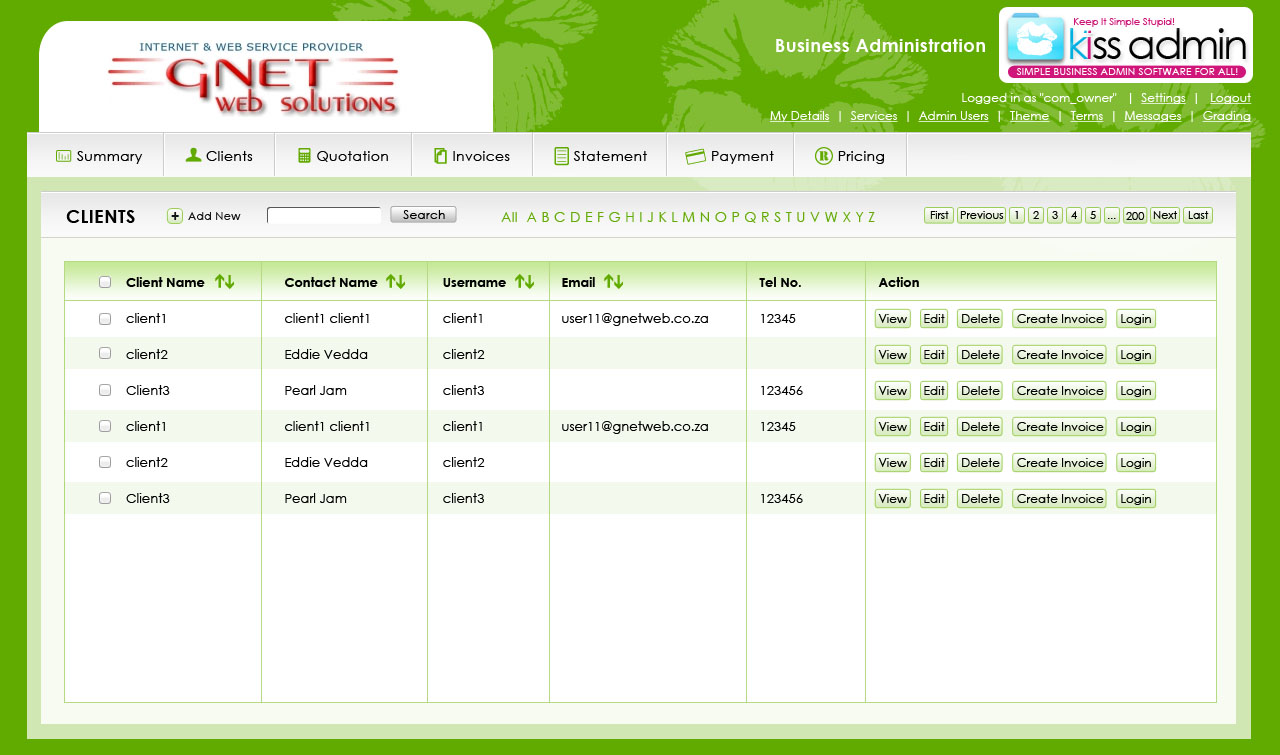 INTERNET & WEB SERVICE PROVIDER
GNET
WEB SOLUTIONS
Business Administration
Keep It Simple Stupid!
kiss admin
SIMPLE BUSINESS ADMIN SOFTWARE FOR ALL!
Logged in as "com_owner" | Settings | Logout
My Details | Services | Admin Users | Theme | Terms | Messages | Grading
Summary Clients Quotation Invoices Statement Payment Pricing
CLIENTS Add New Search All A B C D E F G H I J K L M N O P Q R S T U V W X Y Z First Previous 1 2 3 4 5 ... 200 Next Last
Client Name Contact Name Username Email Tel No. Action
client1 client1 client1 client1 user11@gnetweb.co.za 12345 View Edit Delete Create Invoice Login
client2 Eddie Vedda client2 View Edit Delete Create Invoice Login
Client3 Pearl Jam client3 123456 View Edit Delete Create Invoice Login
client1 client1 client1 client1 user11@gnetweb.co.za 12345 View Edit Delete Create Invoice Login
client2 Eddie Vedda client2 View Edit Delete Create Invoice Login
Client3 Pearl Jam client3 123456 View Edit Delete Create Invoice Login